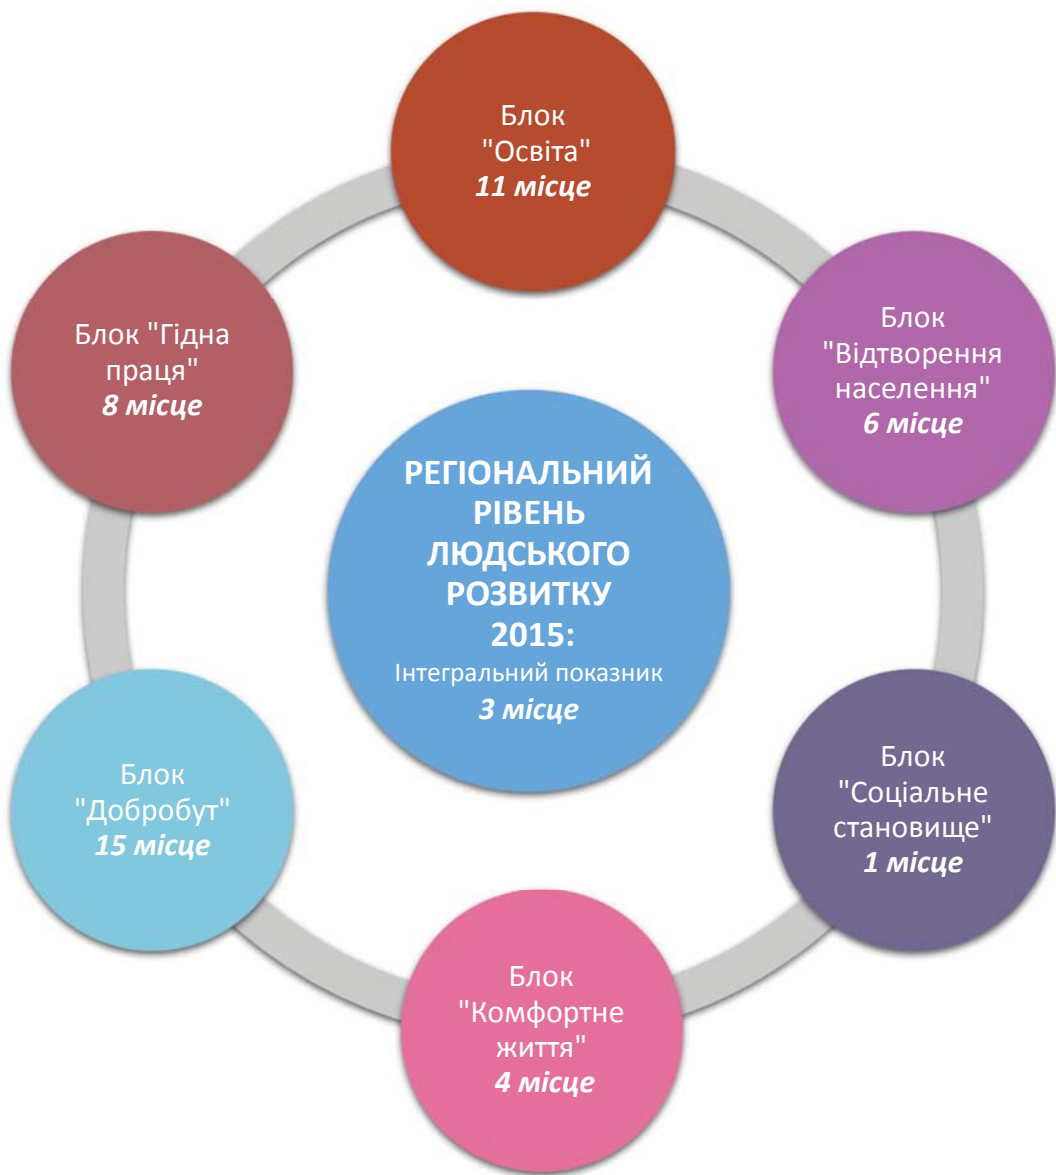 Блок
"Освіта"
11 місце
Блок
"Відтворення
населення"
6 місце
Блок "Гідна
праця"
8 місце
РЕГІОНАЛЬНИЙ
РІВЕНЬ
ЛЮДСЬКОГО
РОЗВИТКУ
2015:
Інтегральний показник
3 місце
Блок
"Соціальне
становище"
1 місце
Блок
"Добробут"
15 місце
Блок
"Комфортне
життя"
4 місце